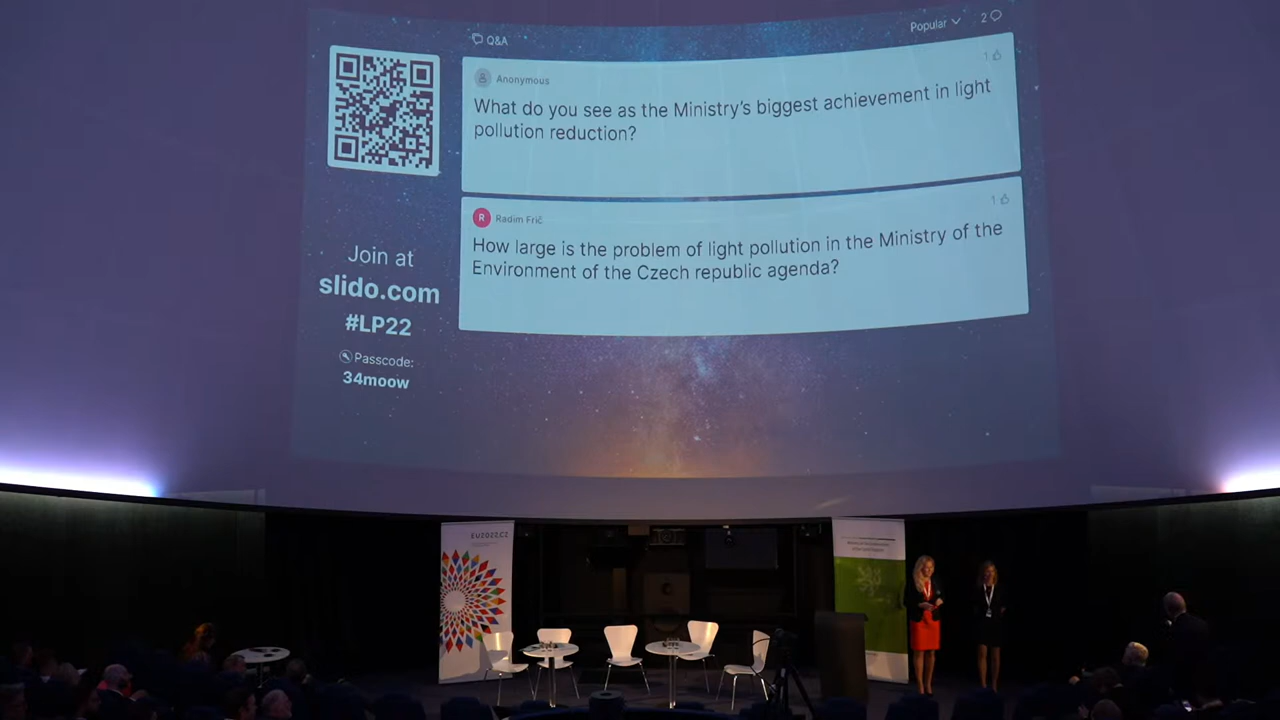 Q&A
Popular
2
Anonymous
1
What do you see as the Ministry's biggest achievement in light
pollution reduction?
R
Radim Frič
1
How large is the problem of light pollution in the Ministry of the
Environment of the Czech republic agenda?
Join at
slido.com
#LP22
Passcode:
34moow
EU2022.CZ